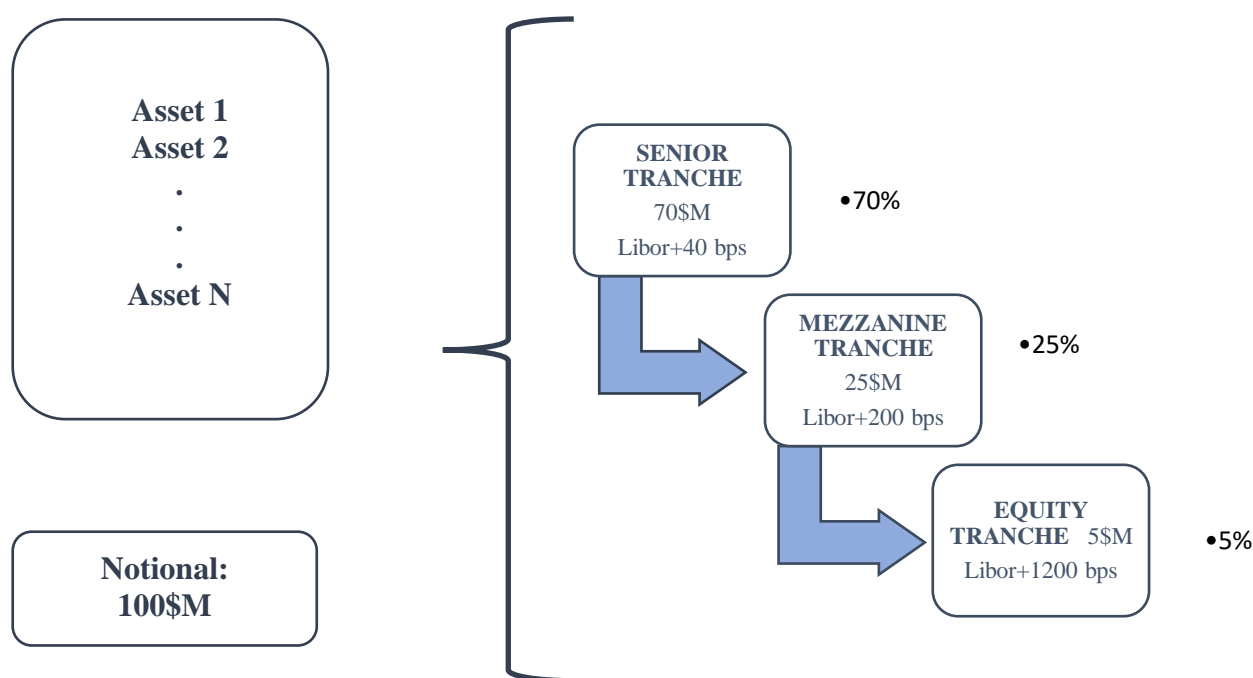 Asset 1
Asset 2
.
.
.
Asset N
Notional:
100$M
SENIOR
TRANCHE
70$M
Libor+40 bps
•70%
MEZZANINE
TRANCHE
25$M
Libor+200 bps
•25%
EQUITY
TRANCHE 5$M
Libor+1200 bps
•5%